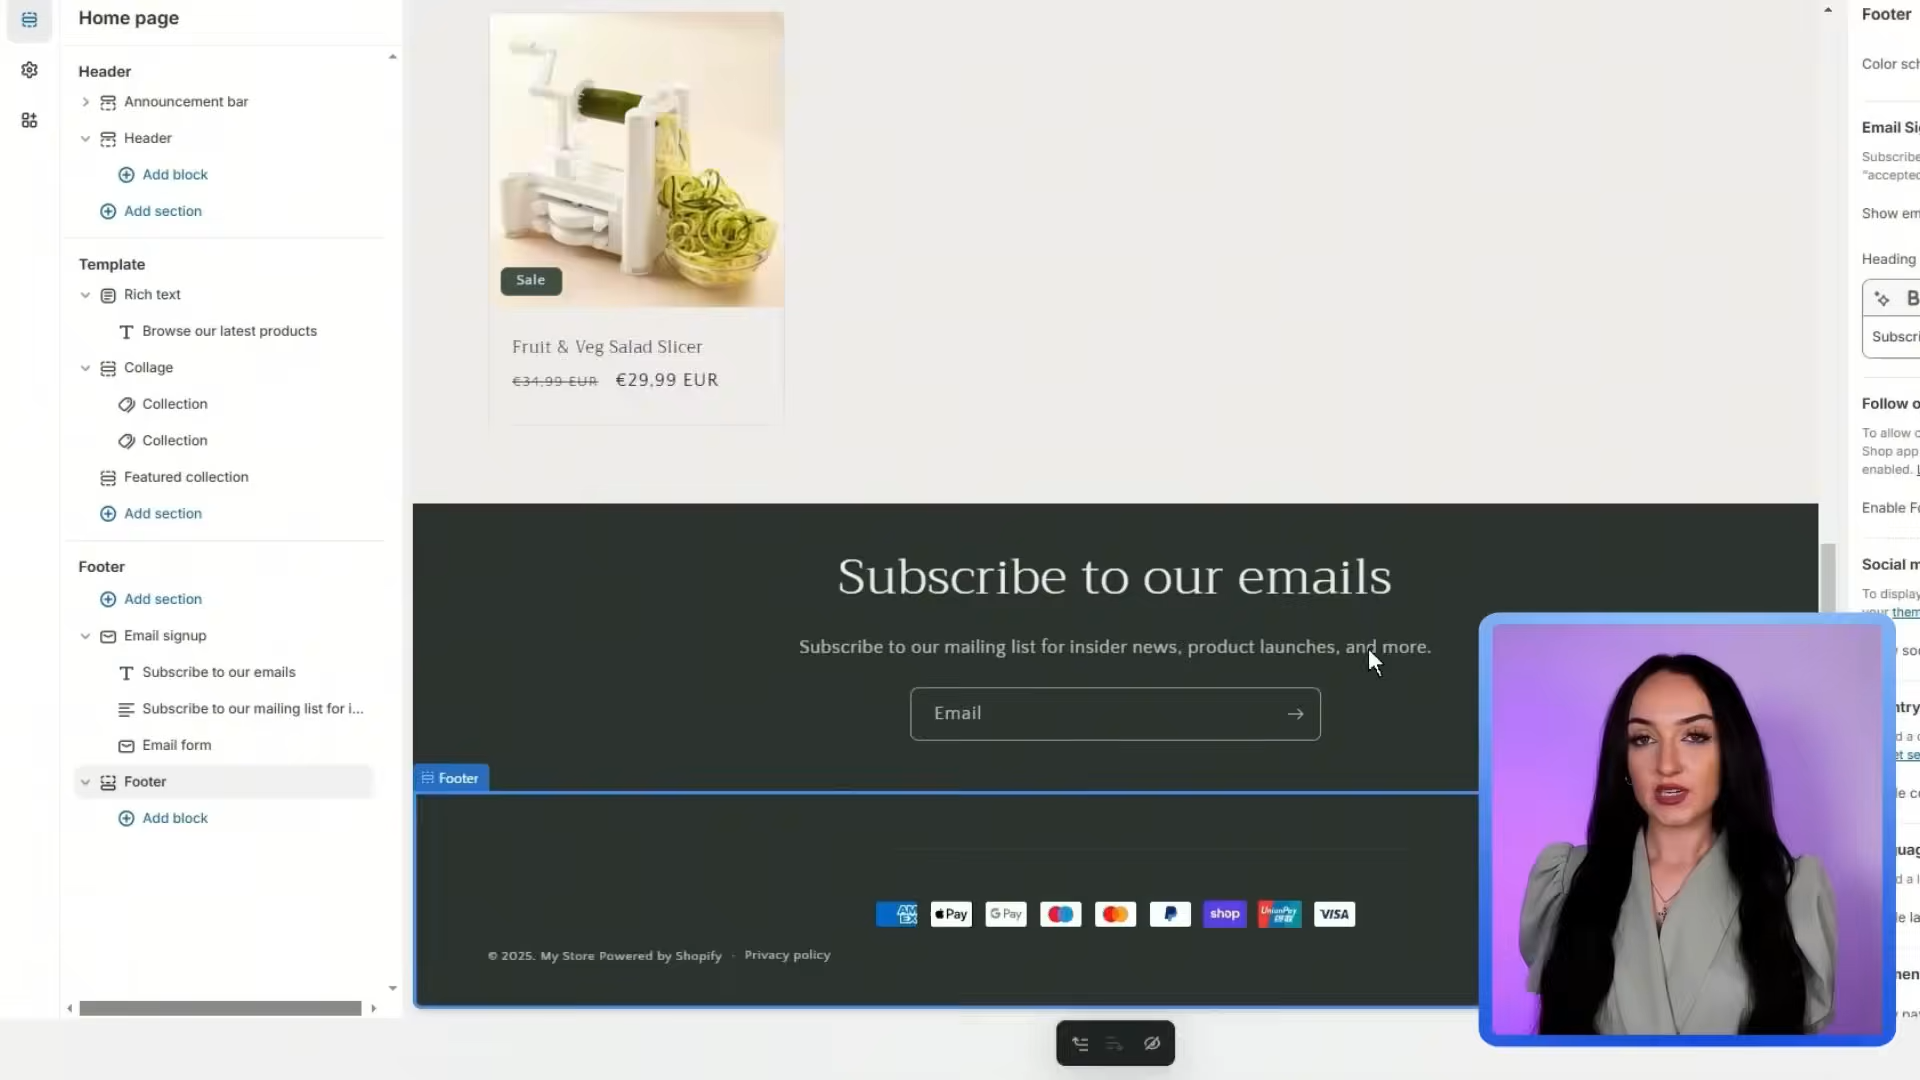 Home page
Header
Announcement bar
Header
Add block
Add section
Template
Rich text
Browse our latest products
Collage
Collection
Collection
Featured collection
Add section
Footer
Add section
Email signup
Subscribe to our emails
Subscribe to our mailing list for i...
Email form
Footer
Add block
Sale
Fruit & Veg Salad Slicer
€34,99 EUR €29,99 EUR
Subscribe to our emails
Subscribe to our mailing list for insider news, product launches, and more.
Email
Footer
AMEX Pay G Pay shop UnionPay VISA
© 2025, My Store Powered by Shopify · Privacy policy
Footer
Color sch
Email Si
Subscribe
"accepted
Show em
Heading
B
Subscri
Follow o
To allow c
Shop app
enabled. L
Enable Fo
Social m
To display
your them